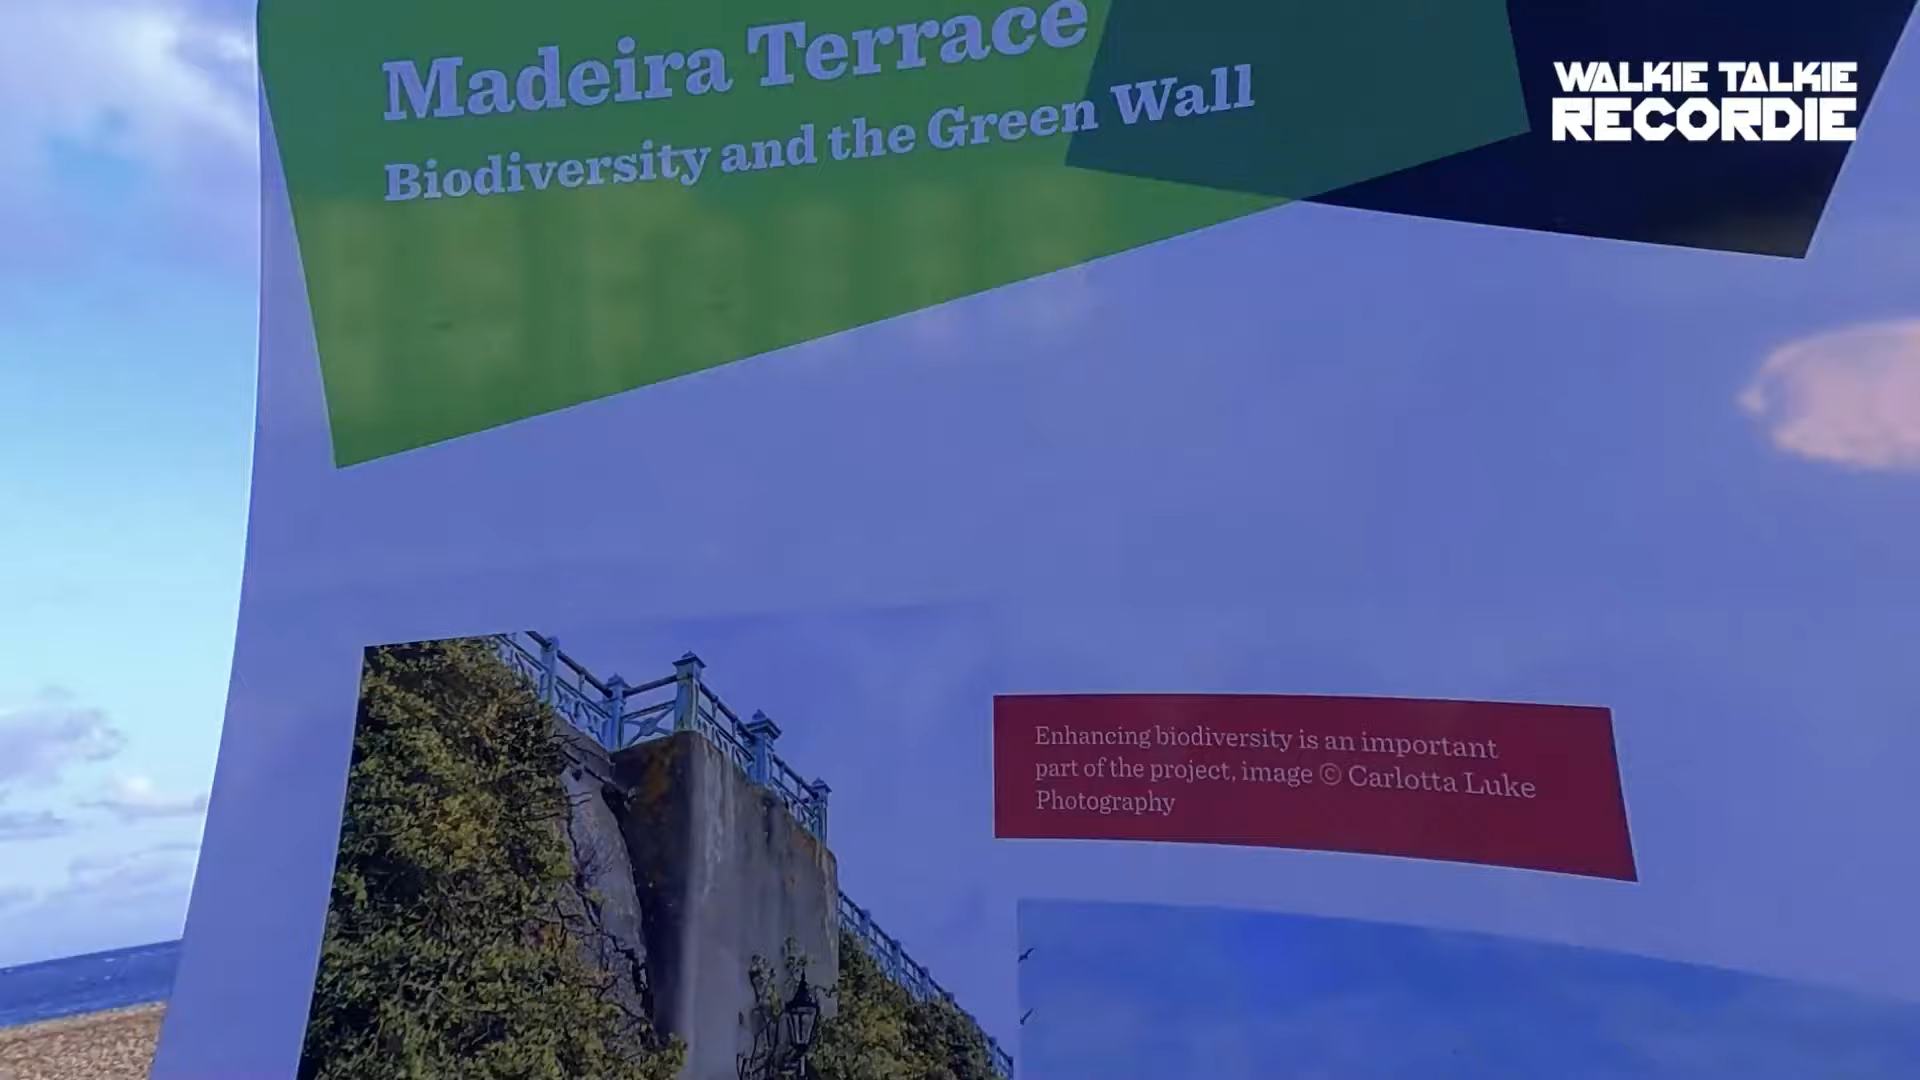 Madeira Terrace
Biodiversity and the Green Wall
WALKIE TALKIE
RECORDIE
Enhancing biodiversity is an important
part of the project, image © Carlotta Luke
Photography